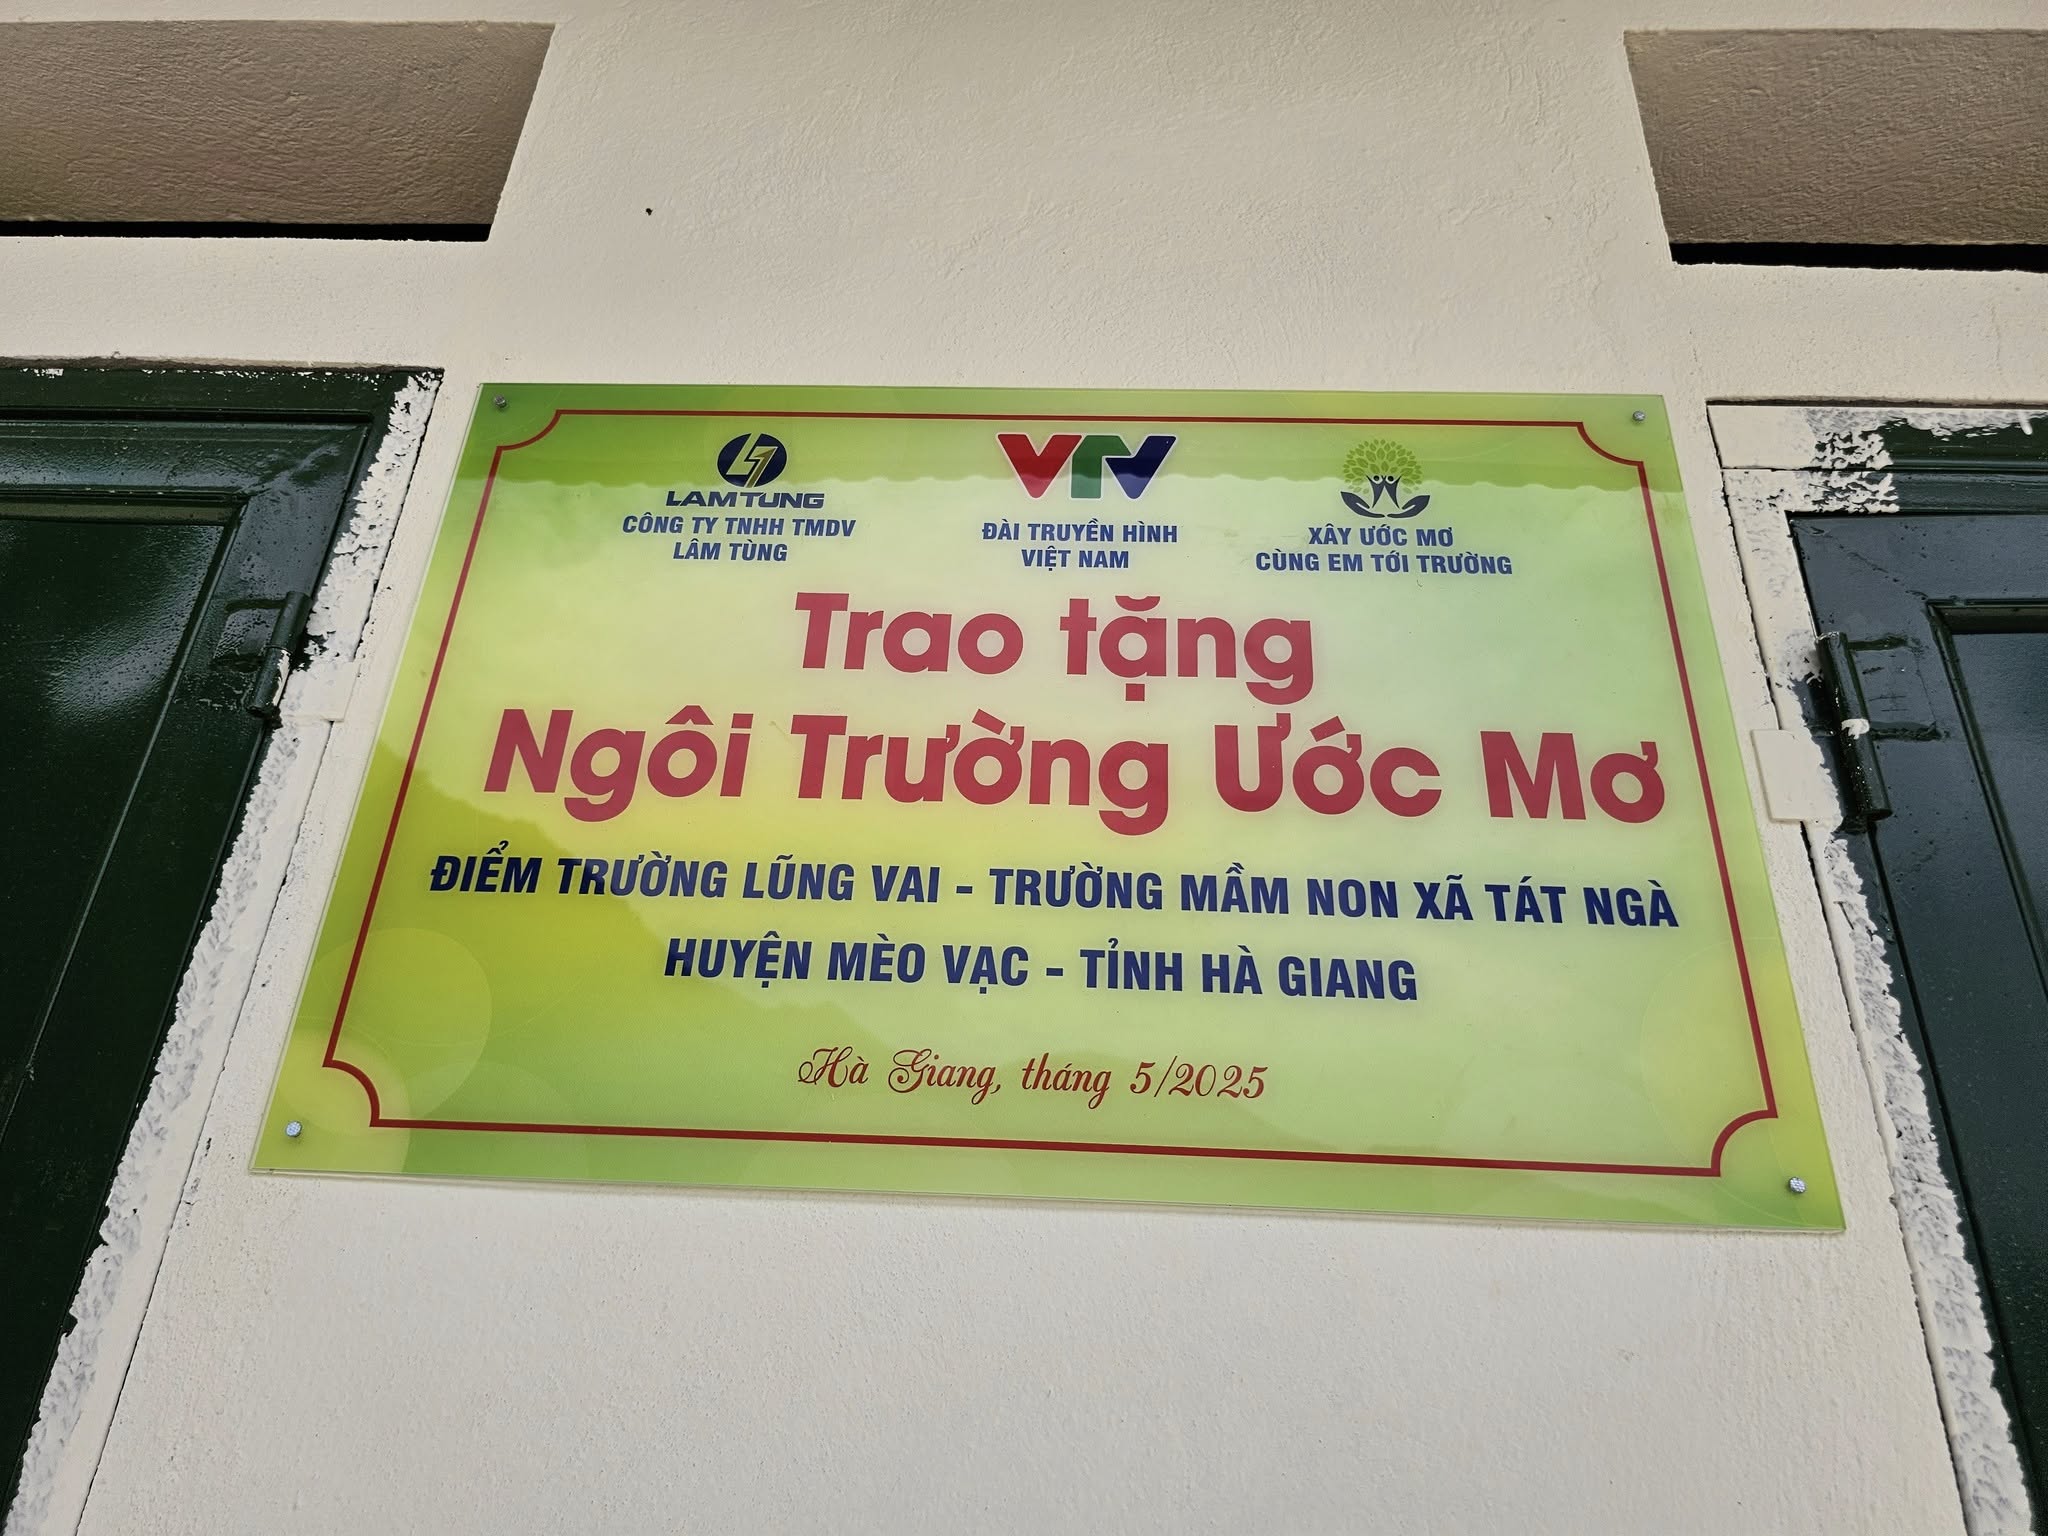 LAMTUNG
CÔNG TY TNHH TMDV
LÂM TÙNG
VTV
ĐÀI TRUYỀN HÌNH
VIỆT NAM
XÂY ƯỚC MƠ
CÙNG EM TỚI TRƯỜNG
Trao tặng
Ngôi Trường Ước Mơ
ĐIỂM TRƯỜNG LŨNG VAI - TRƯỜNG MẦM NON XÃ TÁT NGÀ
HUYỆN MÈO VẠC - TỈNH HÀ GIANG
Hà Giang, tháng 5/2025